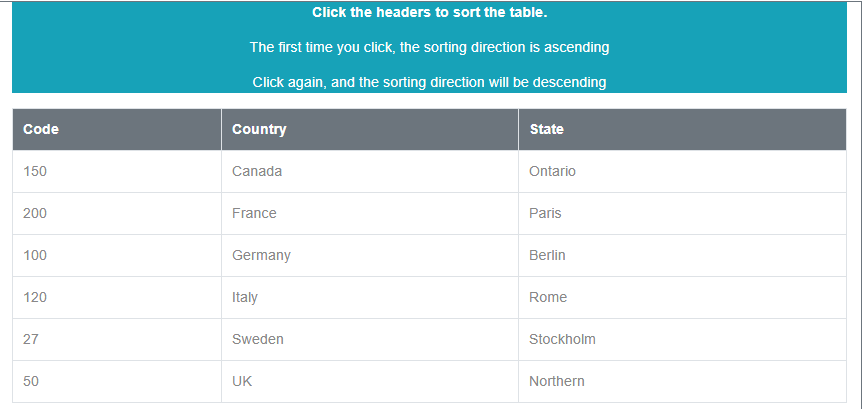 Click the headers to sort the table.
The first time you click, the sorting direction is ascending
Click again, and the sorting direction will be descending
Code Country State
150 Canada Ontario
200 France Paris
100 Germany Berlin
120 Italy Rome
27 Sweden Stockholm
50 UK Northern